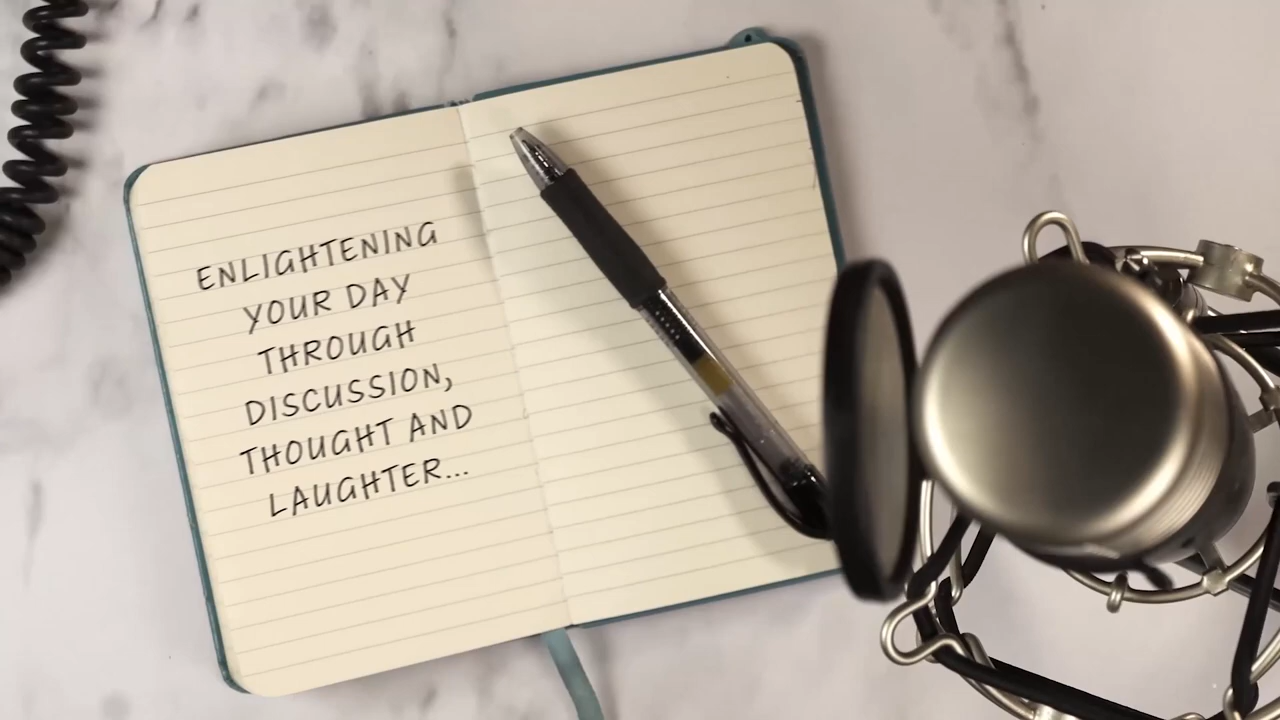 ENLIGHTENING
YOUR DAY
THROUGH
DISCUSSION,
THOUGHT AND
LAUGHTER...